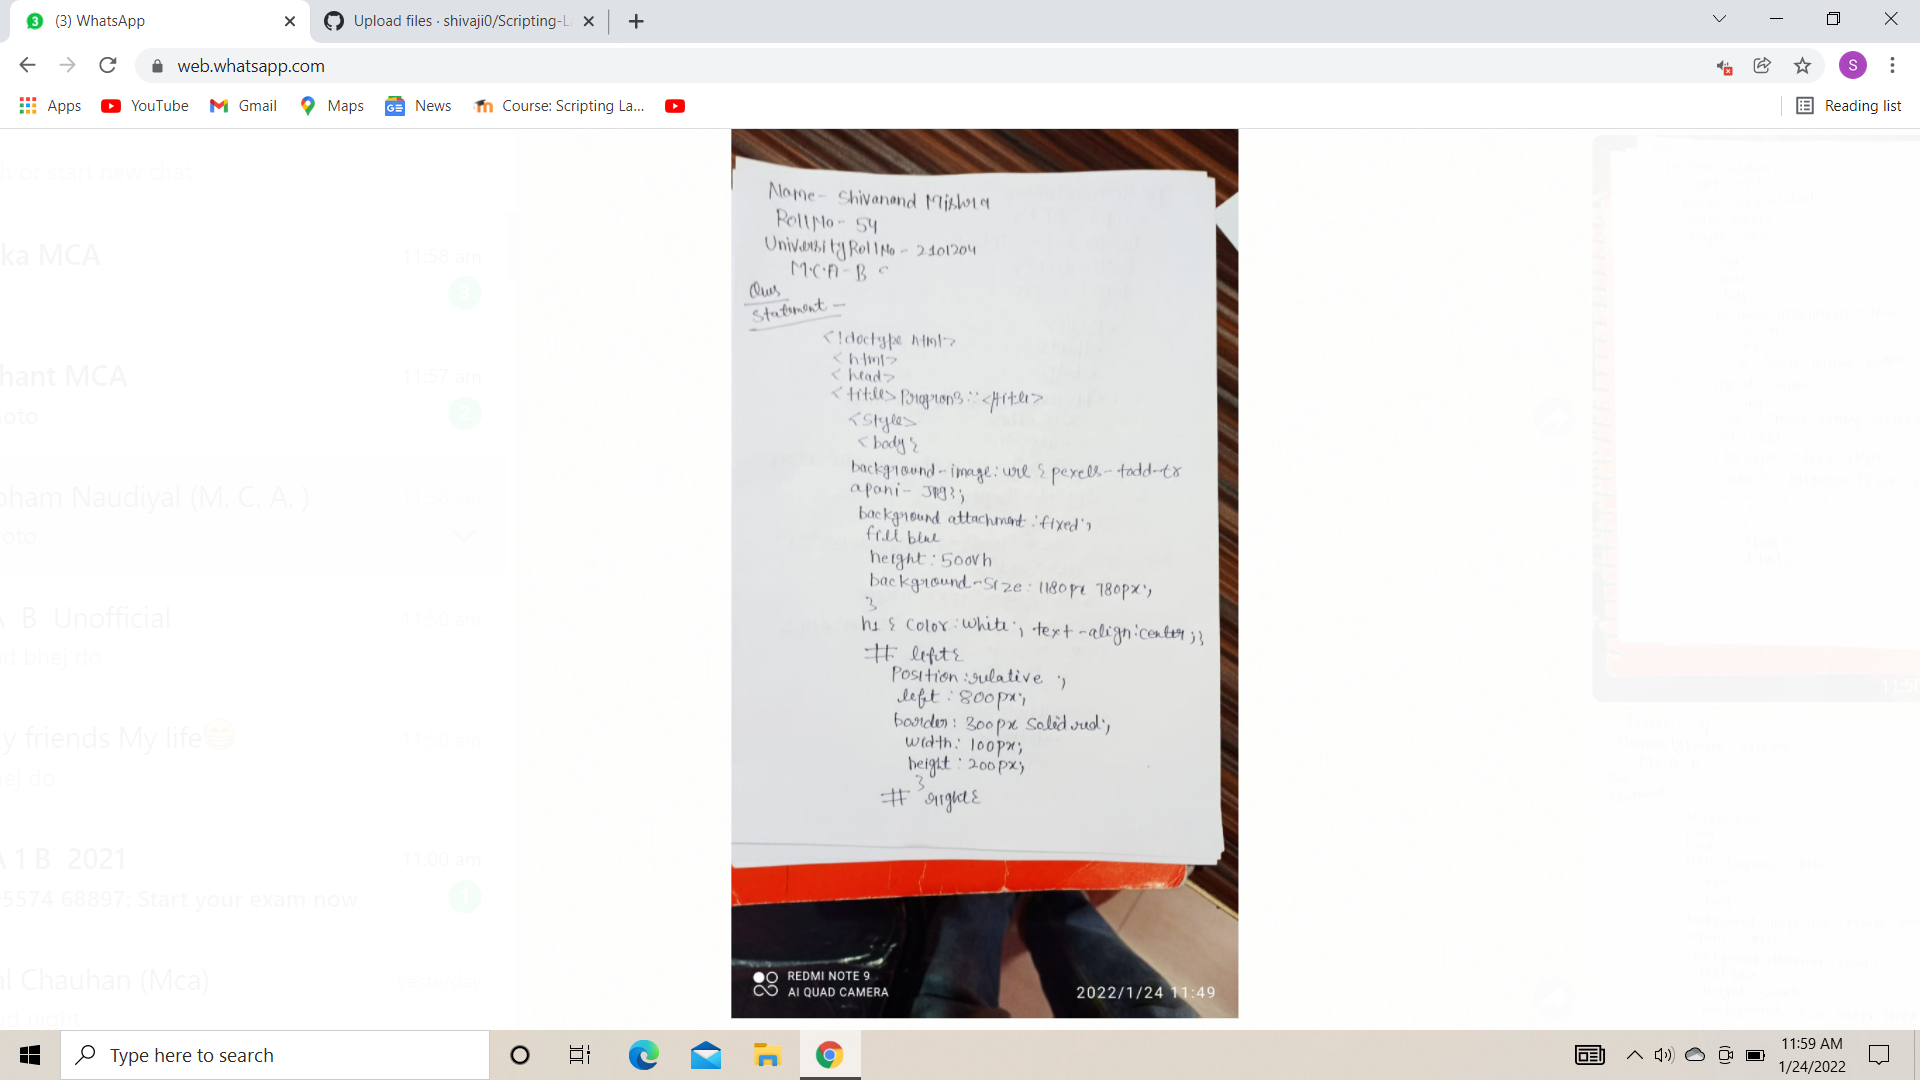 (3) WhatsApp
Upload files · shivaji0/Scripting-L
web.whatsapp.com
S
Apps
YouTube
Gmail
Maps
News
Course: Scripting La...
Reading list
h or start new chat
ka MCA
11:58 am
3
hant MCA
11:57 am
oto
2
oham Naudiyal (M. C. A. )
11:56 am
oto
A B Unofficial
11:50 am
id bhej do
y friends My life😄
11:50 am
ej do
A 1 B 2021
11:00 am
5574 68897: Start your exam now
1
al Chauhan (Mca)
yesterday
Name- Shivanand Mishra
Roll No- 54
University Roll No - 2101204
M.C.A - B
Ques
Statement -
<!doctype html>
<html>
<head>
<title> Program3 :: </title>
<style>
<body{
background-image: url { pexels-todd-tr
apani- JPg};
background attachment : fixed ;
fill blue
height : 500vh
background-size : 1180px 780px ;
}
h1 { color : white ; text -align:center ;}
# left{
Position :relative ;
left : 800px ;
border : 300px Solid red ;
width : 100px ;
height : 200px ;
}
# right{
REDMI NOTE 9
AI QUAD CAMERA
2022/1/24 11:49
Type here to search
11:59 AM
1/24/2022